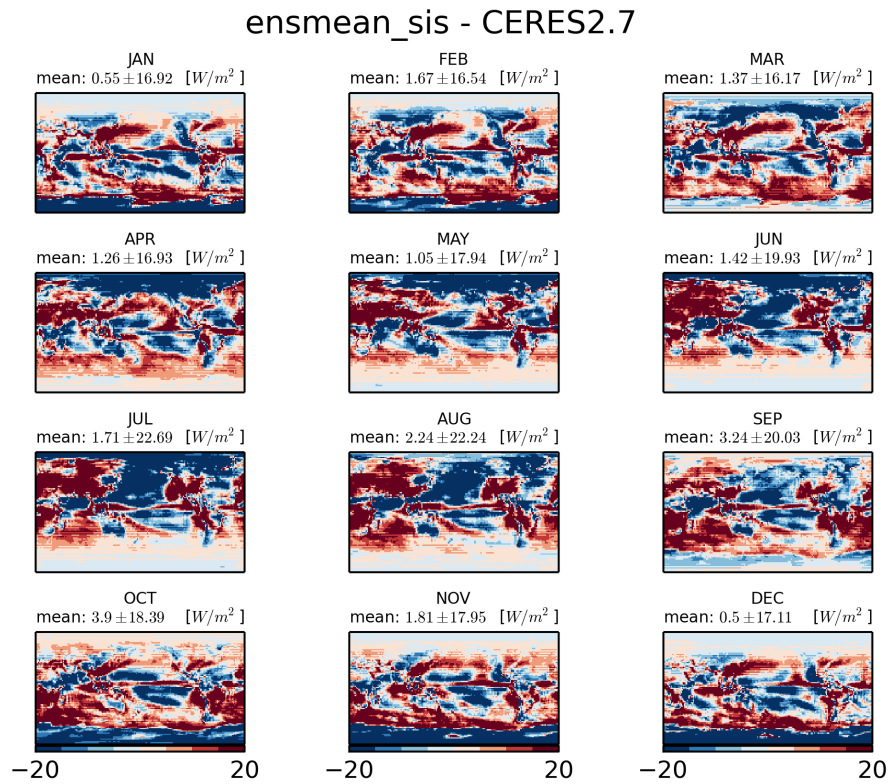 ensmean_sis - CERES2.7
JAN
mean: 0.55±16.92 [W/m²]
FEB
mean: 1.67±16.54 [W/m²]
MAR
mean: 1.37±16.17 [W/m²]
APR
mean: 1.26±16.93 [W/m²]
MAY
mean: 1.05±17.94 [W/m²]
JUN
mean: 1.42±19.93 [W/m²]
JUL
mean: 1.71±22.69 [W/m²]
AUG
mean: 2.24±22.24 [W/m²]
SEP
mean: 3.24±20.03 [W/m²]
OCT
mean: 3.9±18.39 [W/m²]
NOV
mean: 1.81±17.95 [W/m²]
DEC
mean: 0.5±17.11 [W/m²]
−20 20
−20 20
−20 20